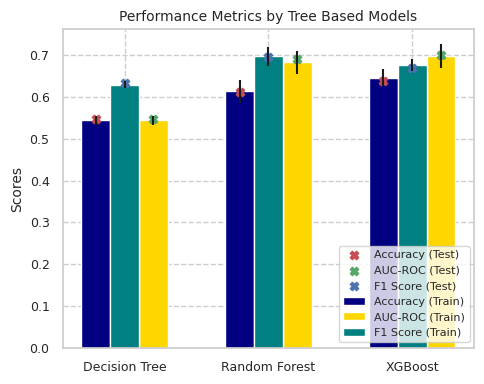 Performance Metrics by Tree Based Models
Scores
0.7
0.6
0.5
0.4
0.3
0.2
0.1
0.0
Decision Tree
Random Forest
XGBoost
Accuracy (Test)
AUC-ROC (Test)
F1 Score (Test)
Accuracy (Train)
AUC-ROC (Train)
F1 Score (Train)